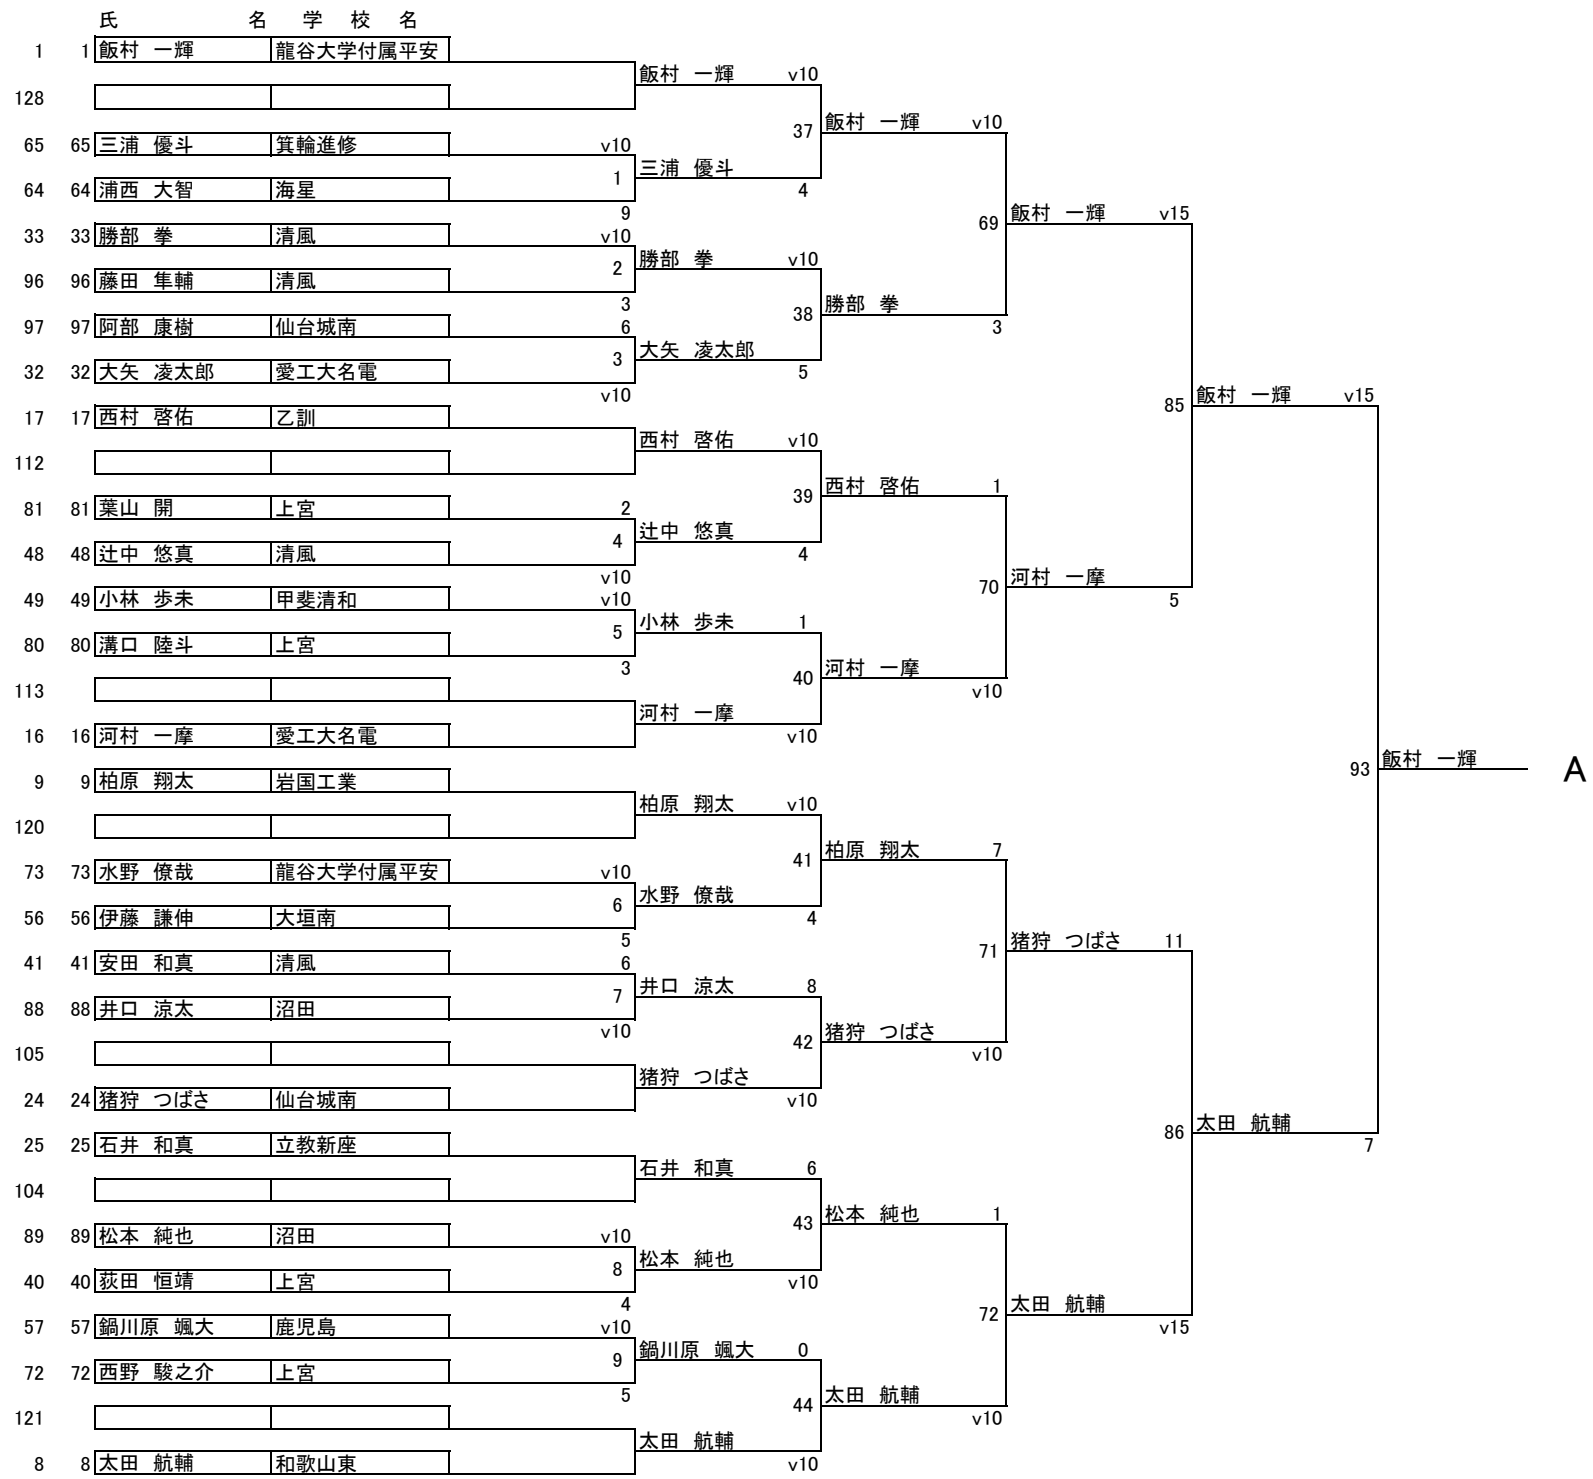 氏 名 学 校 名
1 1 飯村 一輝 龍谷大学付属平安
飯村 一輝 v10
128
37 飯村 一輝 v10
65 65 三浦 優斗 箕輪進修 v10
1 三浦 優斗 4
64 64 浦西 大智 海星
9
69 飯村 一輝 v15
33 33 勝部 拳 清風 v10
2 勝部 拳 v10
96 96 藤田 隼輔 清風
3
38 勝部 拳 3
97 97 阿部 康樹 仙台城南 6
3 大矢 凌太郎 5
32 32 大矢 凌太郎 愛工大名電
v10
85 飯村 一輝 v15
17 17 西村 啓佑 乙訓
西村 啓佑 v10
112
39 西村 啓佑 1
81 81 葉山 開 上宮 2
4 辻中 悠真 4
48 48 辻中 悠真 清風
v10
70 河村 一摩 5
49 49 小林 歩未 甲斐清和 v10
5 小林 歩未 1
80 80 溝口 陸斗 上宮
3
40 河村 一摩 v10
113
河村 一摩 v10
16 16 河村 一摩 愛工大名電
93 飯村 一輝 A
9 9 柏原 翔太 岩国工業
柏原 翔太 v10
120
41 柏原 翔太 7
73 73 水野 僚哉 龍谷大学付属平安 v10
6 水野 僚哉 4
56 56 伊藤 謙伸 大垣南
5
71 猪狩 つばさ 11
41 41 安田 和真 清風 6
7 井口 涼太 8
88 88 井口 涼太 沼田
v10
42 猪狩 つばさ v10
105
猪狩 つばさ v10
24 24 猪狩 つばさ 仙台城南
86 太田 航輔 7
25 25 石井 和真 立教新座
石井 和真 6
104
43 松本 純也 1
89 89 松本 純也 沼田 v10
8 松本 純也 v10
40 40 荻田 恒靖 上宮
4
72 太田 航輔 v15
57 57 鍋川原 颯大 鹿児島 v10
9 鍋川原 颯大 0
72 72 西野 駿之介 上宮
5
44 太田 航輔 v10
121
太田 航輔 v10
8 8 太田 航輔 和歌山東